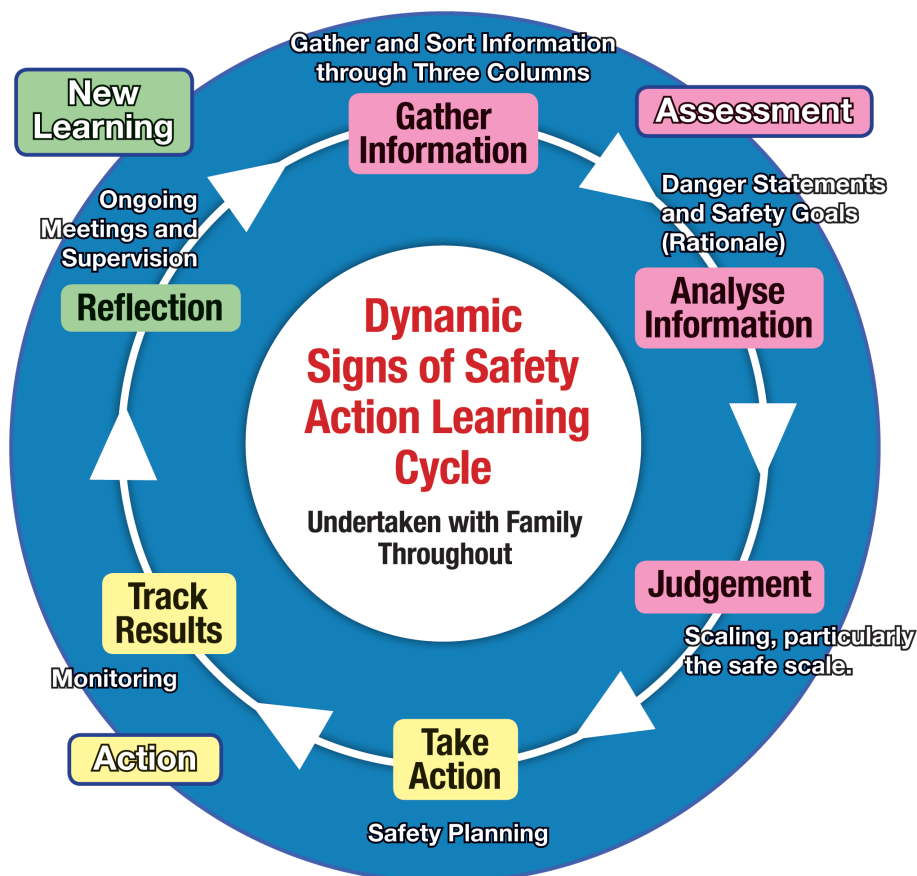 Gather and Sort Information
through Three Columns
New
Learning
Gather
Information
Assessment
Danger Statements
and Safety Goals
(Rationale)
Ongoing
Meetings and
Supervision
Reflection
Analyse
Information
Dynamic
Signs of Safety
Action Learning
Cycle
Undertaken with Family
Throughout
Judgement
Scaling, particularly
the safe scale.
Track
Results
Monitoring
Action
Take
Action
Safety Planning